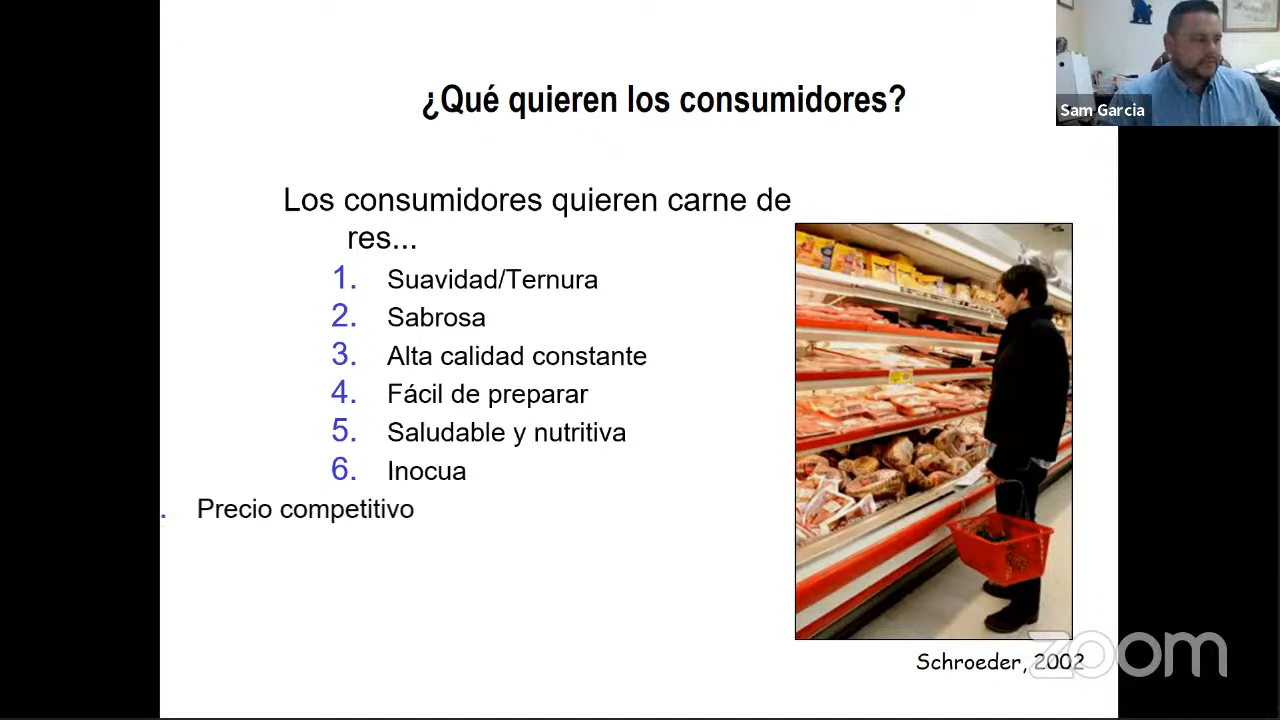 ¿Qué quieren los consumidores?
Sam Garcia
Los consumidores quieren carne de
res...
1. Suavidad/Ternura
2. Sabrosa
3. Alta calidad constante
4. Fácil de preparar
5. Saludable y nutritiva
6. Inocua
. Precio competitivo
Schroeder, 2002
zoom